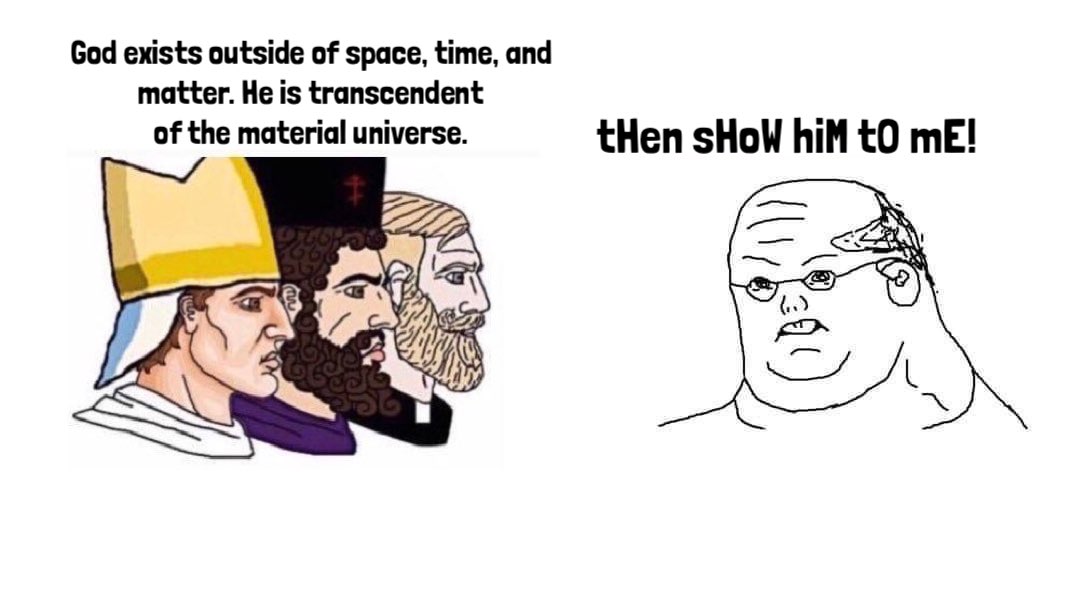 God exists outside of space, time, and
matter. He is transcendent
of the material universe.
tHen sHoW hiM tO mE!